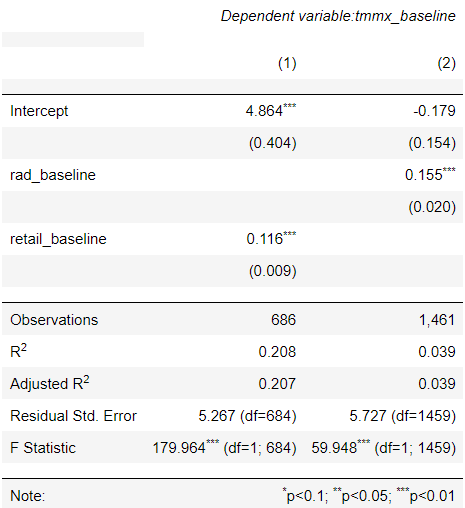 Dependent variable:tmmx_baseline
(1) (2)
Intercept 4.864*** -0.179
(0.404) (0.154)
rad_baseline 0.155***
(0.020)
retail_baseline 0.116***
(0.009)
Observations 686 1,461
R2 0.208 0.039
Adjusted R2 0.207 0.039
Residual Std. Error 5.267 (df=684) 5.727 (df=1459)
F Statistic 179.964*** (df=1; 684) 59.948*** (df=1; 1459)
Note: *p<0.1; **p<0.05; ***p<0.01